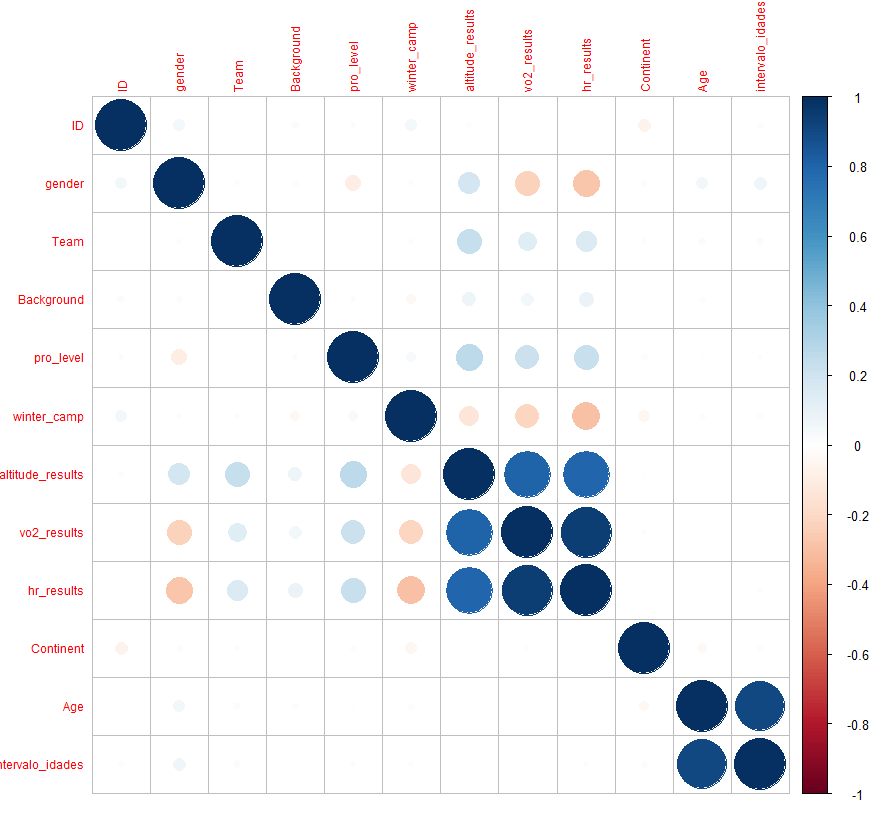 ID
gender
Team
Background
pro_level
winter_camp
altitude_results
vo2_results
hr_results
Continent
Age
intervalo_idades
ID
gender
Team
Background
pro_level
winter_camp
altitude_results
vo2_results
hr_results
Continent
Age
ntervalo_idades
1
0.8
0.6
0.4
0.2
0
-0.2
-0.4
-0.6
-0.8
-1